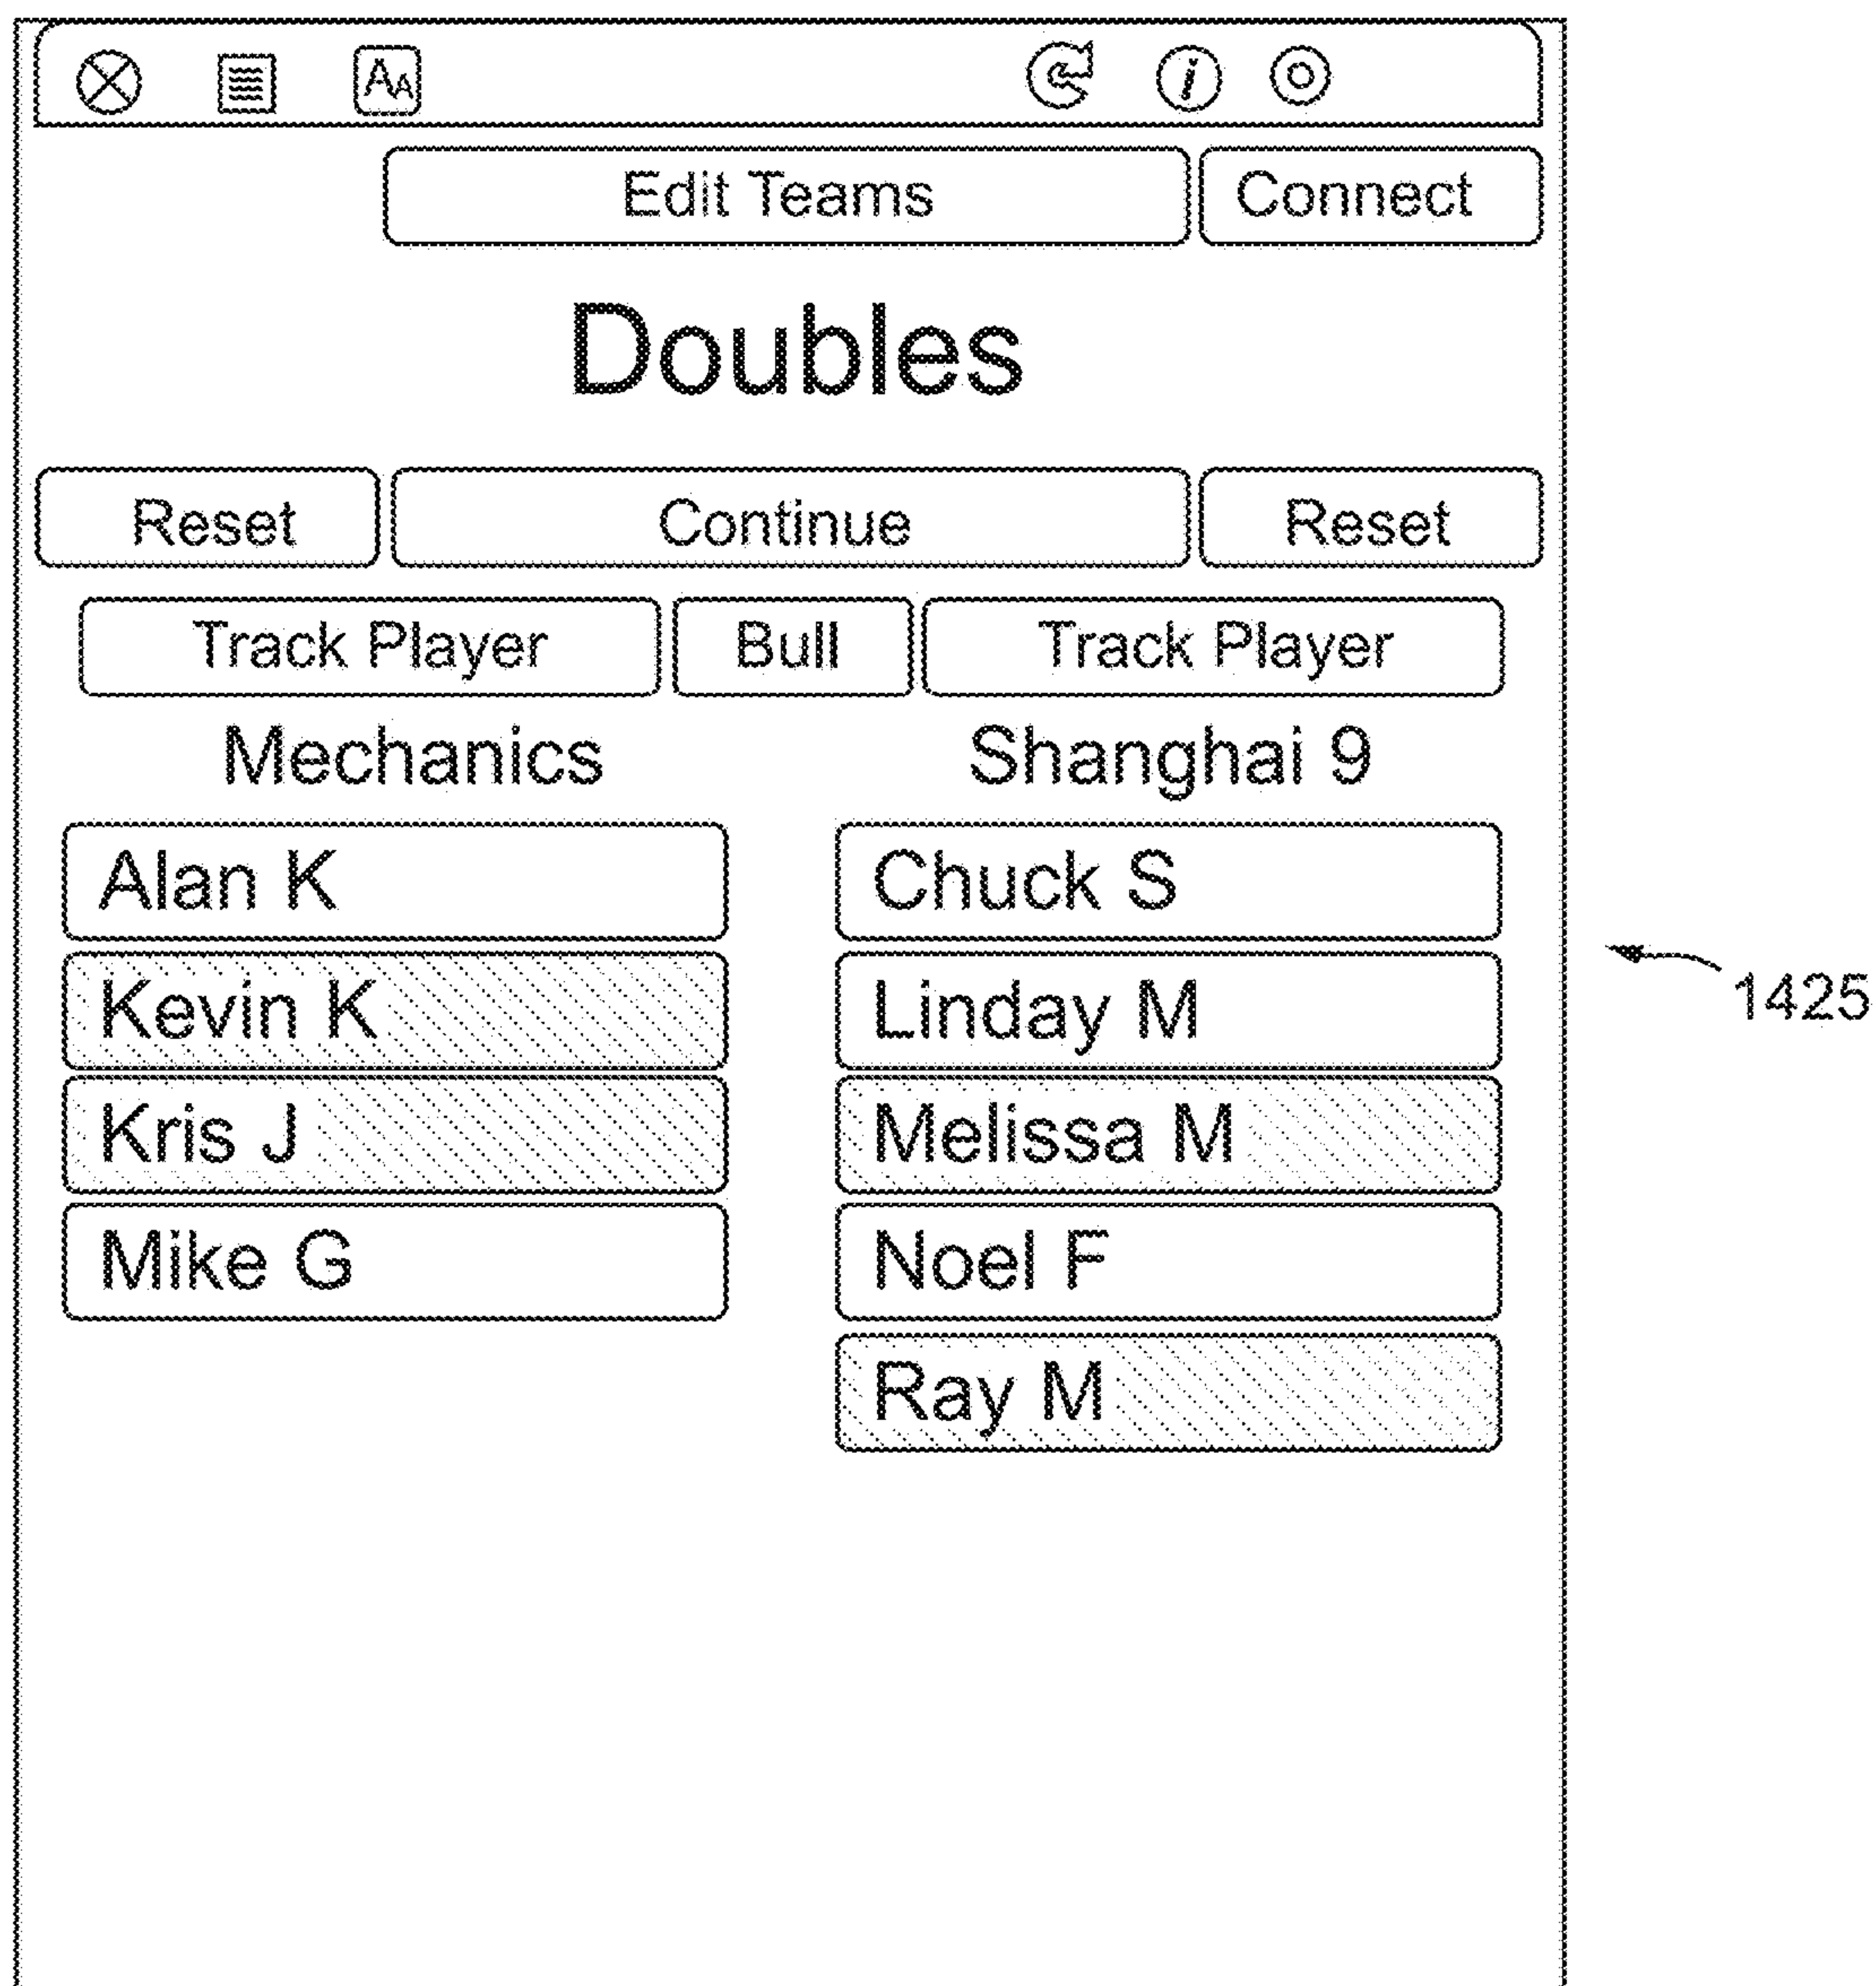 AA i
Edit Teams Connect
Doubles
Reset Continue Reset
Track Player Bull Track Player
Mechanics Shanghai 9
Alan K Chuck S
Kevin K Linday M
1425
Kris J Melissa M
Mike G Noel F
Ray M